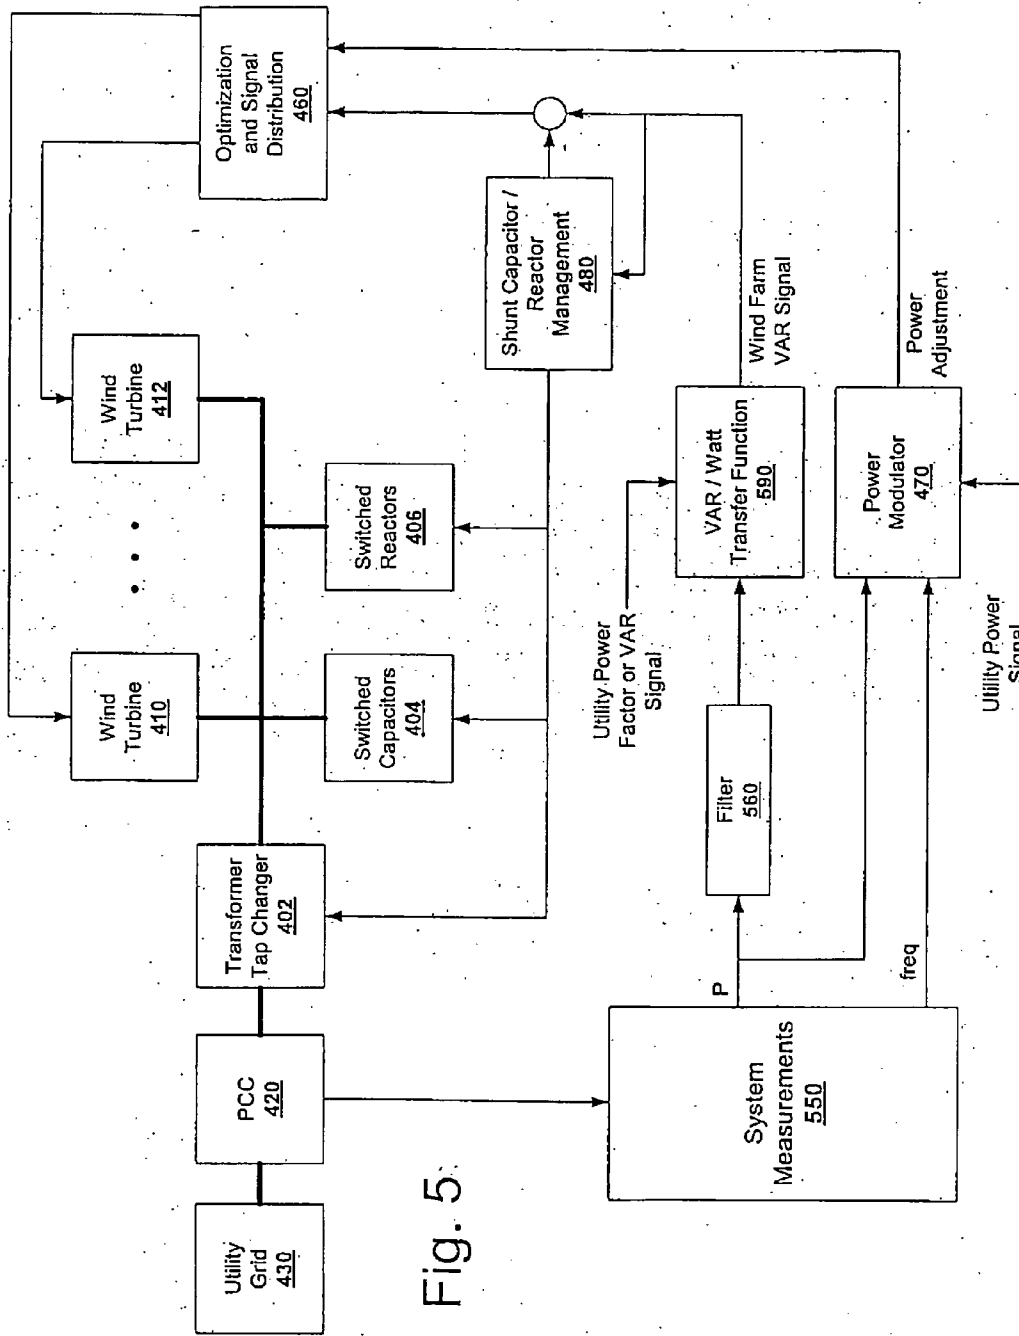 Utility
Grid
430
PCC
420
Transformer
Tap Changer
402
Wind
Turbine
410
Wind
Turbine
412
Switched
Capacitors
404
Switched
Reactors
406
Optimization
and Signal
Distribution
460
Shunt Capacitor /
Reactor
Management
480
System
Measurements
550
P
freq
Filter
560
Utility Power
Factor or VAR
Signal
VAR / Watt
Transfer Function
590
Wind Farm
VAR Signal
Power
Modulator
470
Power
Adjustment
Utility Power
Signal
Fig. 5